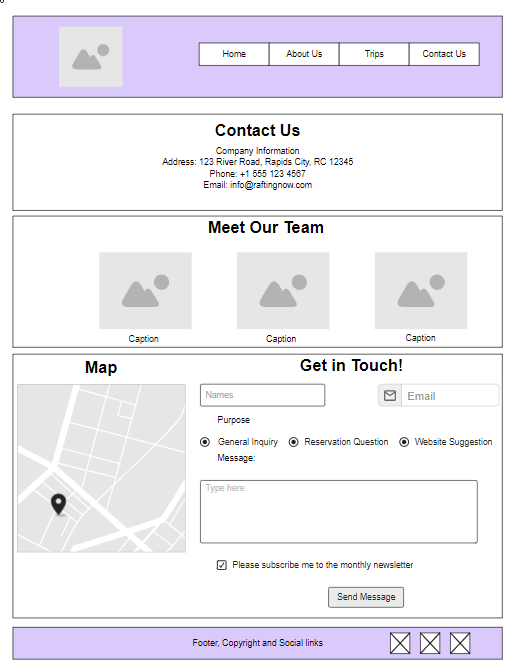 Home
About Us
Trips
Contact Us
Contact Us
Company Information
Address: 123 River Road, Rapids City, RC 12345
Phone: +1 555 123 4567
Email: info@raftingnow.com
Meet Our Team
Caption
Caption
Caption
Map
Get in Touch!
Names
Email
Purpose
General Inquiry
Reservation Question
Website Suggestion
Message:
Type here
Please subscribe me to the monthly newsletter
Send Message
Footer, Copyright and Social links